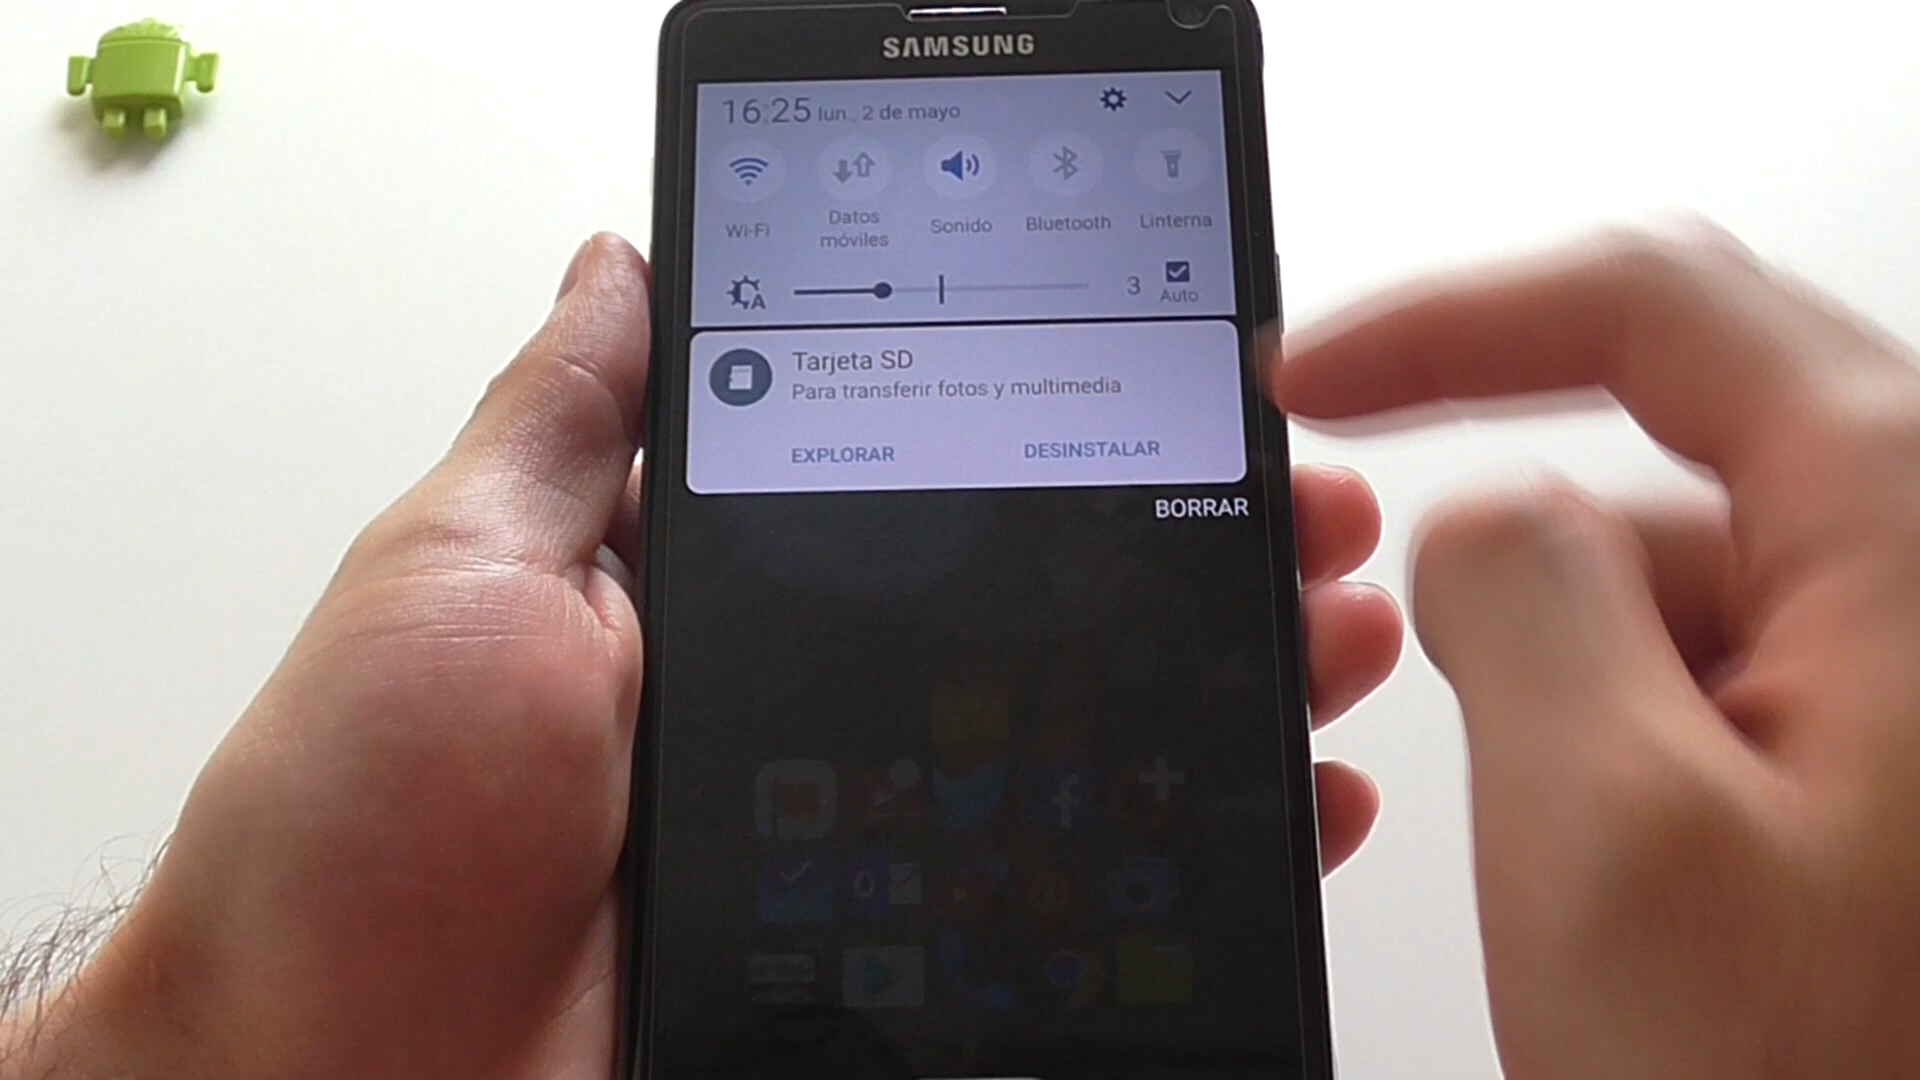 SAMSUNG
16:25 lun., 2 de mayo
Wi-Fi
Datos móviles
Sonido
Bluetooth
Linterna
A
3
Auto
Tarjeta SD
Para transferir fotos y multimedia
EXPLORAR
DESINSTALAR
BORRAR